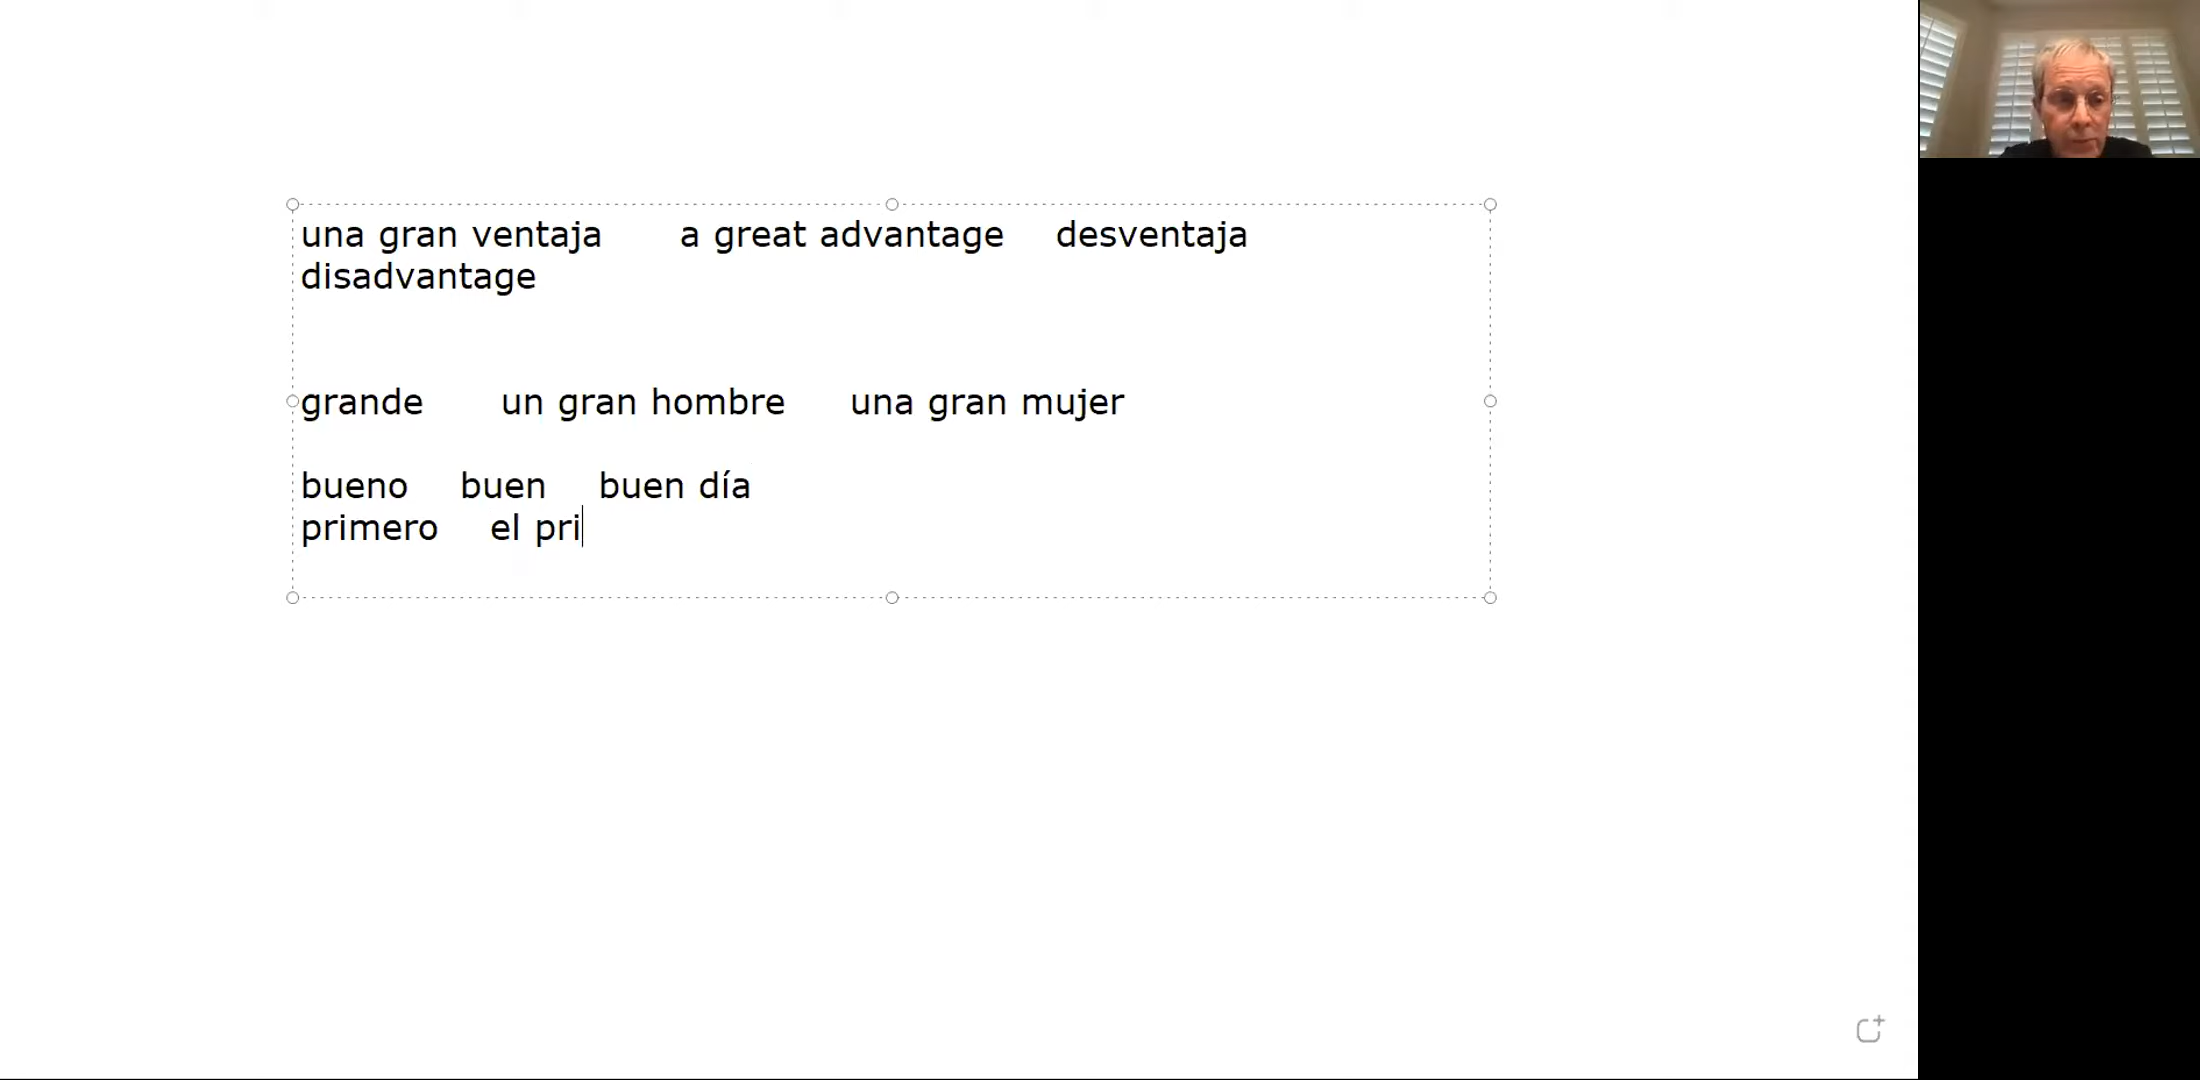 una gran ventaja a great advantage desventaja
disadvantage
grande un gran hombre una gran mujer
bueno buen buen día
primero el pri